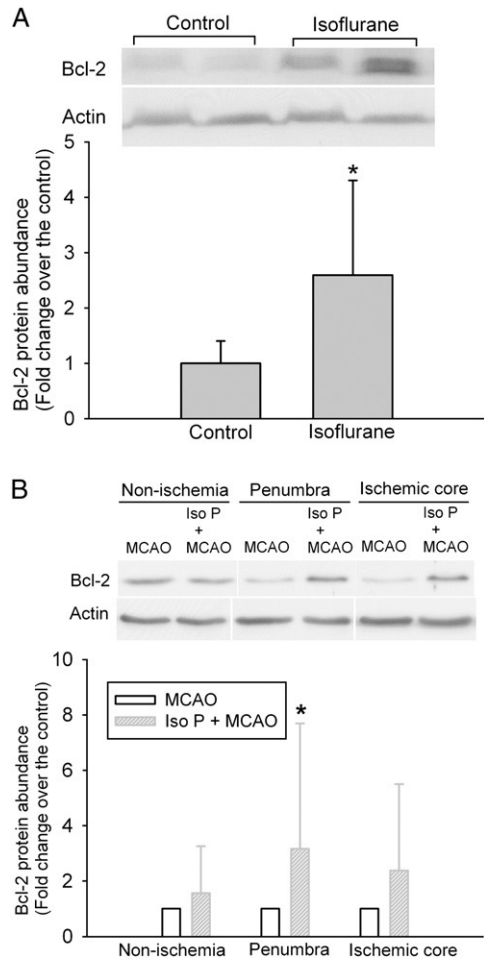 A
Control Isoflurane
Bcl-2
Actin
Bcl-2 protein abundance
(Fold change over the control)
5
4
3
2
1
0
*
Control Isoflurane
B
Non-ischemia Penumbra Ischemic core
Iso P Iso P Iso P
+ + +
MCAO MCAO MCAO MCAO MCAO MCAO
Bcl-2
Actin
Bcl-2 protein abundance
(Fold change over the control)
10
8
6
4
2
0
MCAO
Iso P + MCAO
*
Non-ischemia Penumbra Ischemic core